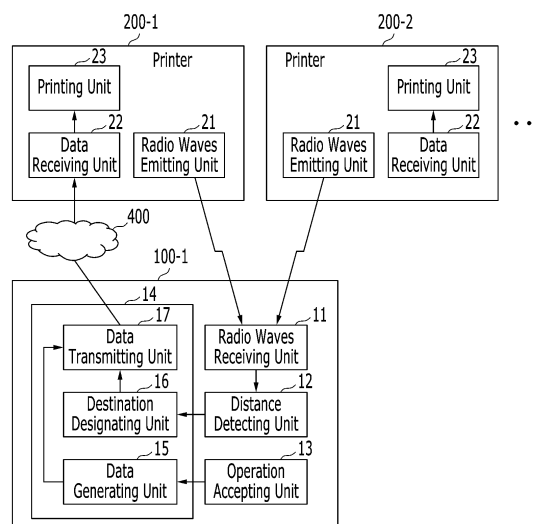 200-1
200-2
23
Printer
Printer
23
Printing Unit
Printing Unit
22
21
21
22
Data
Receiving Unit
Radio Waves
Emitting Unit
Radio Waves
Emitting Unit
Data
Receiving Unit
. .
400
100-1
14
17
11
Data
Transmitting Unit
Radio Waves
Receiving Unit
16
12
Destination
Designating Unit
Distance
Detecting Unit
15
13
Data
Generating Unit
Operation
Accepting Unit